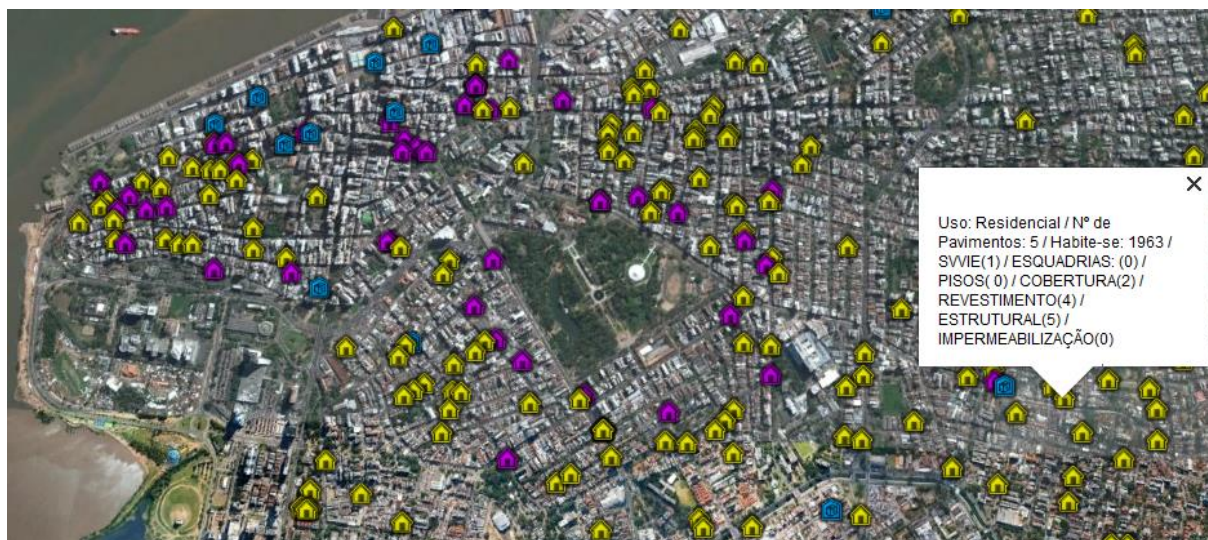 Uso: Residencial / Nº de
Pavimentos: 5 / Habite-se: 1963 /
SVVIE(1) / ESQUADRIAS: (0) /
PISOS( 0) / COBERTURA(2) /
REVESTIMENTO(4) /
ESTRUTURAL(5) /
IMPERMEABILIZAÇÃO(0)